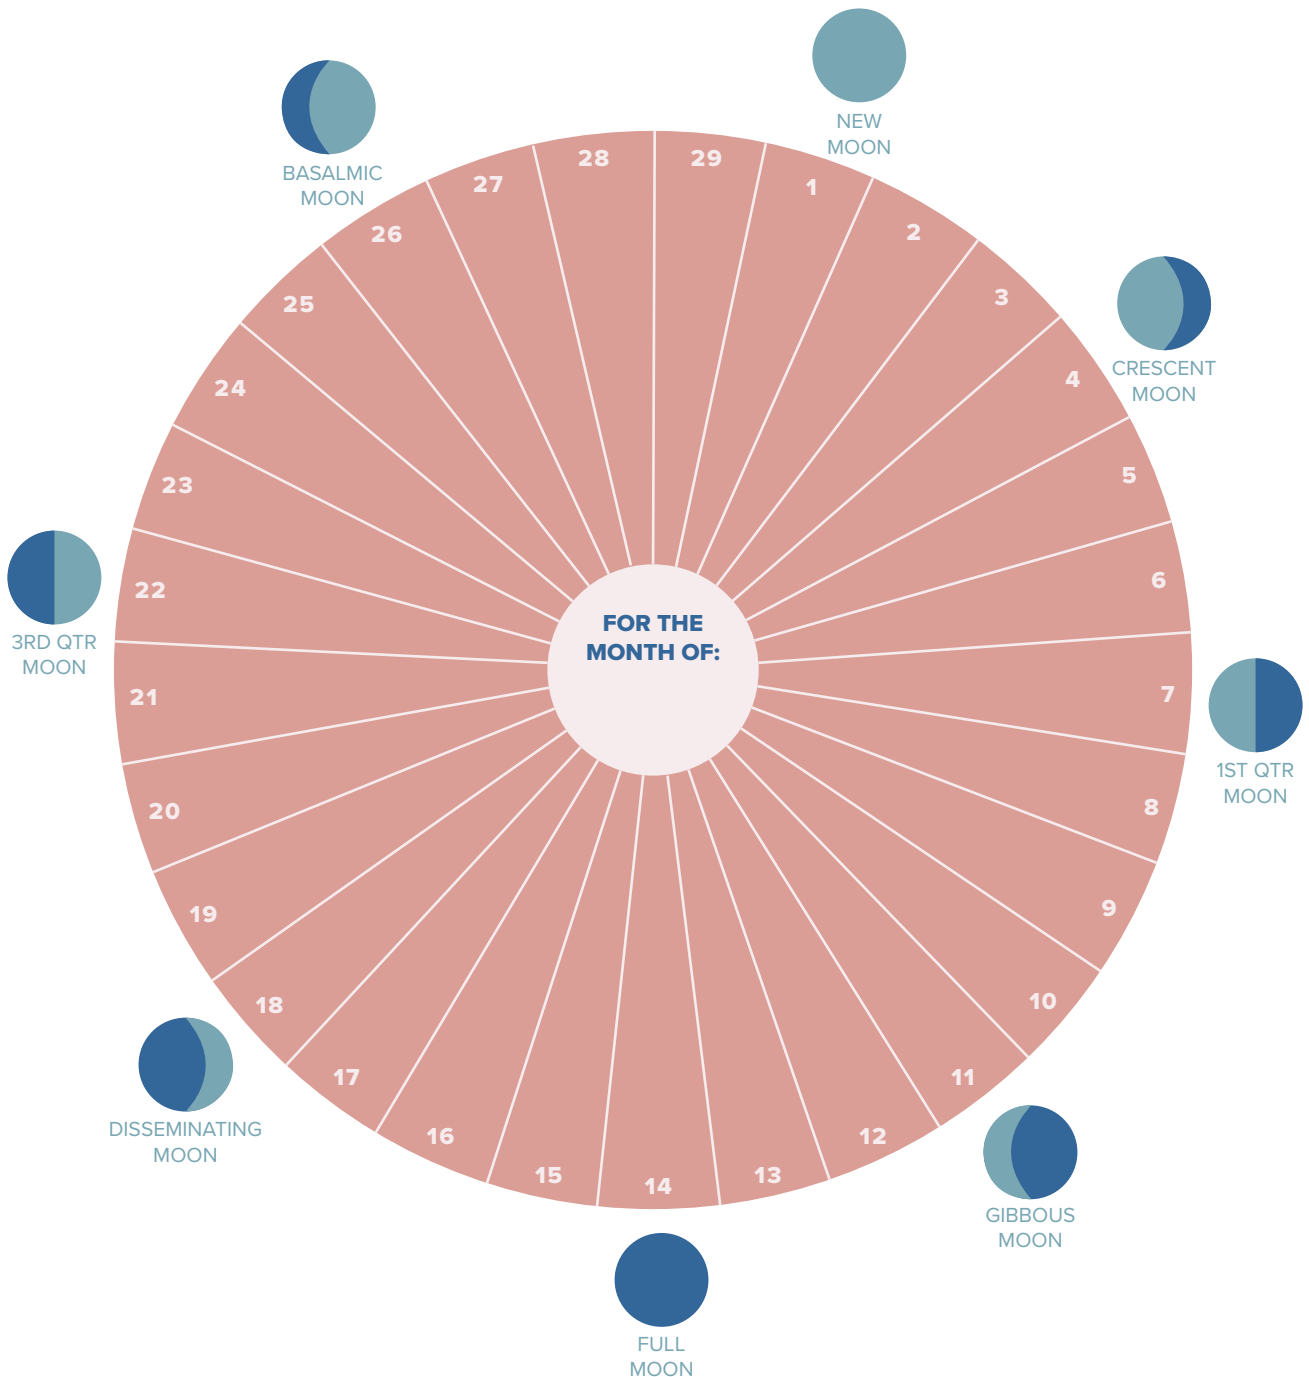 NEW
MOON
BASALMIC
MOON
28
29
27
1
26
2
25
3
CRESCENT
MOON
24
4
23
5
22
6
3RD QTR
MOON
FOR THE
MONTH OF:
21
7
1ST QTR
MOON
20
8
19
9
18
10
17
11
DISSEMINATING
MOON
16
12
15
13
14
GIBBOUS
MOON
FULL
MOON